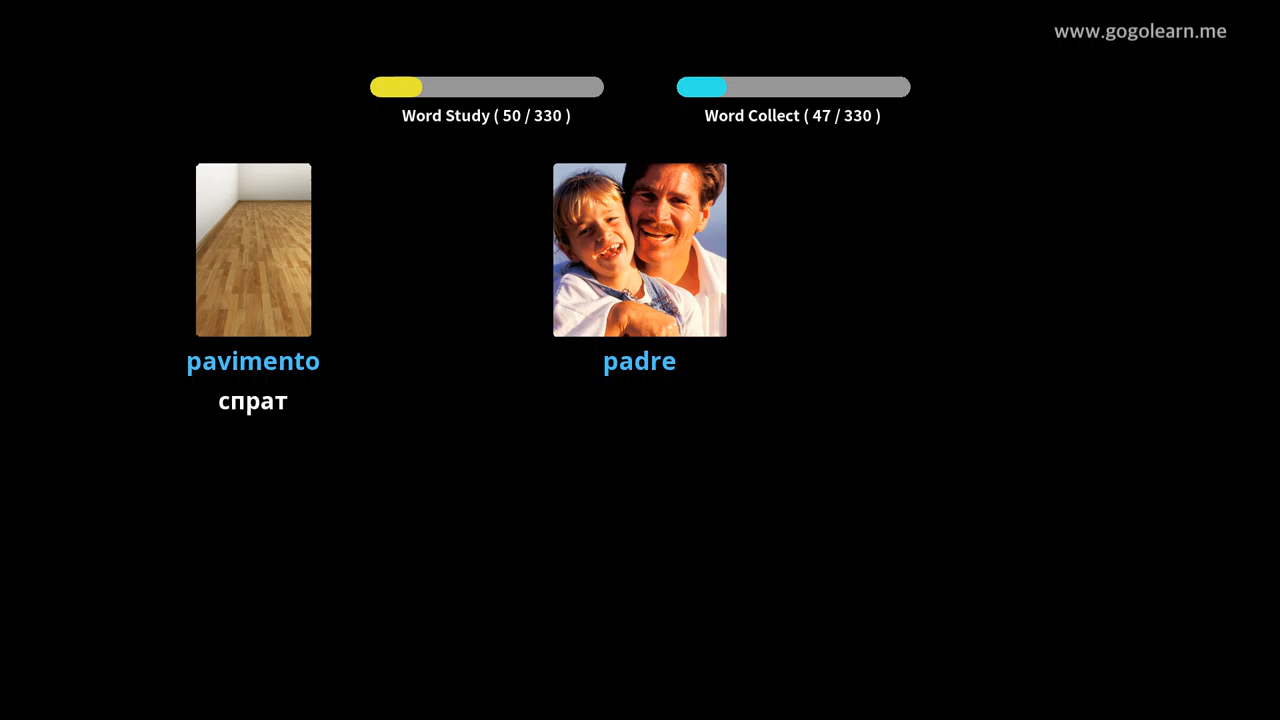 www.gogolearn.me
Word Study ( 50 / 330 )
Word Collect ( 47 / 330 )
pavimento
padre
спрат